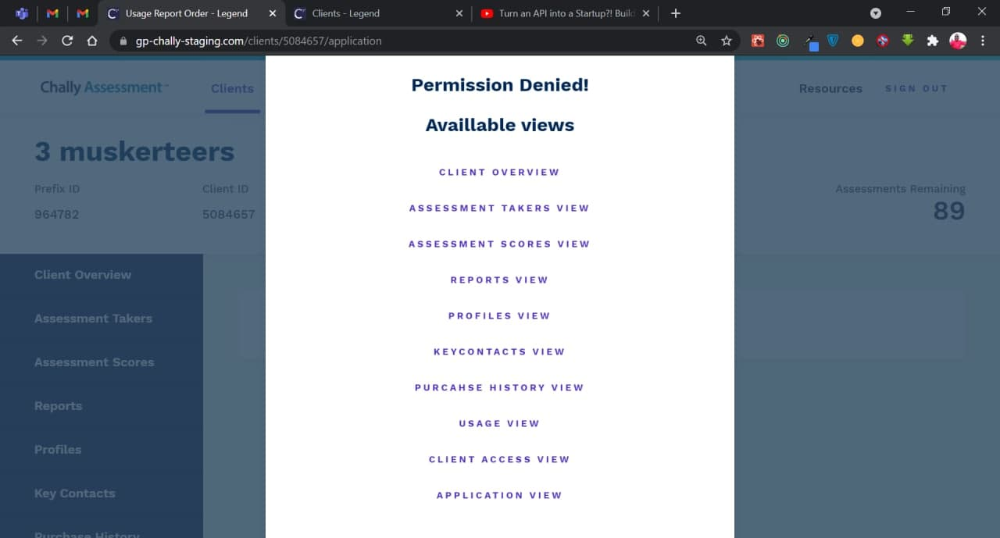 Usage Report Order - Legend
Clients - Legend
Turn an API into a Startup?! Build
gp-chally-staging.com/clients/5084657/application
Chally Assessment™
Clients
Resources
SIGN OUT
3 muskerteers
Prefix ID
Client ID
Assessments Remaining
964782
5084657
89
Client Overview
Assessment Takers
Assessment Scores
Reports
Profiles
Key Contacts
Purchase History
Permission Denied!
Availlable views
CLIENT OVERVIEW
ASSESSMENT TAKERS VIEW
ASSESSMENT SCORES VIEW
REPORTS VIEW
PROFILES VIEW
KEYCONTACTS VIEW
PURCAHSE HISTORY VIEW
USAGE VIEW
CLIENT ACCESS VIEW
APPLICATION VIEW